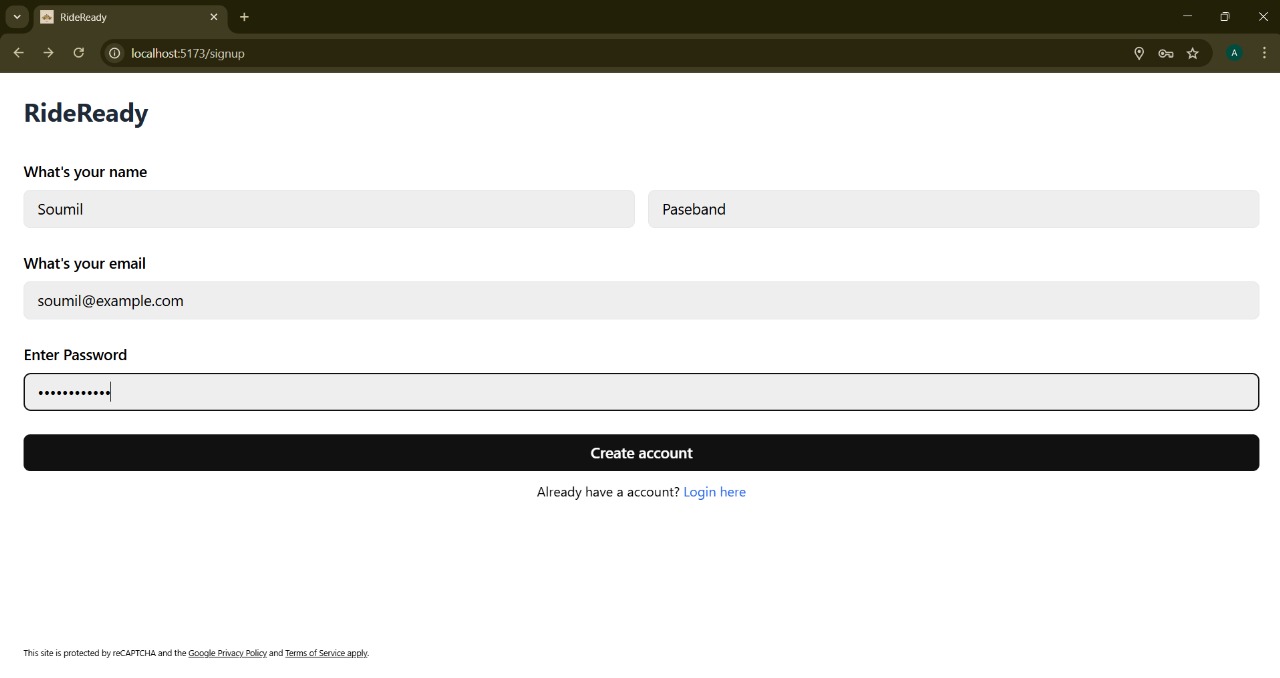 RideReady
localhost:5173/signup
A
RideReady
What's your name
Soumil Paseband
What's your email
soumil@example.com
Enter Password
••••••••••••
Create account
Already have a account? Login here
This site is protected by reCAPTCHA and the Google Privacy Policy and Terms of Service apply.